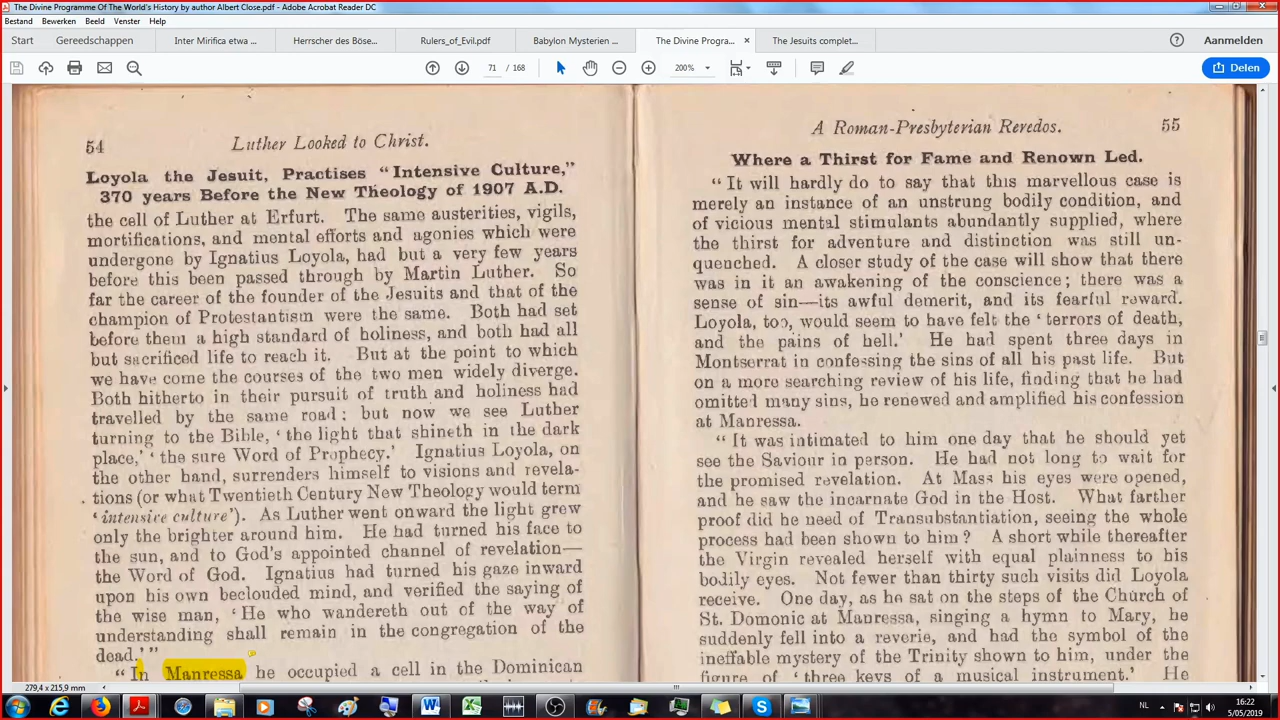 The Divine Programme Of The World's History by author Albert Close.pdf - Adobe Acrobat Reader DC
Bestand Bewerken Beeld Venster Help
Start Gereedschappen Inter Mirifica etwa ... Herrscher des Böse... Rulers_of_Evil.pdf Babylon Mysterien ... The Divine Progra... × The Jesuits complet... Aanmelden
71 / 168 200% Delen
54 Luther Looked to Christ.
Loyola the Jesuit, Practises “Intensive Culture,”
370 years Before the New Theology of 1907 A.D.
the cell of Luther at Erfurt. The same austerities, vigils,
mortifications, and mental efforts and agonies which were
undergone by Ignatius Loyola, had but a very few years
before this been passed through by Martin Luther. So
far the career of the founder of the Jesuits and that of the
champion of Protestantism were the same. Both had set
before them a high standard of holiness, and both had all
but sacrificed life to reach it. But at the point to which
we have come the courses of the two men widely diverge.
Both hitherto in their pursuit of truth and holiness had
travelled by the same road; but now we see Luther
turning to the Bible, ‘the light that shineth in the dark
place,’ ‘the sure Word of Prophecy.’ Ignatius Loyola, on
the other hand, surrenders himself to visions and revela-
tions (or what Twentieth Century New Theology would term
‘intensive culture’). As Luther went onward the light grew
only the brighter around him. He had turned his face to
the sun, and to God's appointed channel of revelation—
the Word of God. Ignatius had turned his gaze inward
upon his own beclouded mind, and verified the saying of
the wise man, ‘He who wandereth out of the way of
understanding shall remain in the congregation of the
dead.’”
“In Manressa he occupied a cell in the Dominican
A Roman-Presbyterian Reredos. 55
Where a Thirst for Fame and Renown Led.
“It will hardly do to say that this marvellous case is
merely an instance of an unstrung bodily condition, and
of vicious mental stimulants abundantly supplied, where
the thirst for adventure and distinction was still un-
quenched. A closer study of the case will show that there
was in it an awakening of the conscience; there was a
sense of sin—its awful demerit, and its fearful reward.
Loyola, too, would seem to have felt the ‘terrors of death,
and the pains of hell.’ He had spent three days in
Montserrat in confessing the sins of all his past life. But
on a more searching review of his life, finding that he had
omitted many sins, he renewed and amplified his confession
at Manressa.
“It was intimated to him one day that he should yet
see the Saviour in person. He had not long to wait for
the promised revelation. At Mass his eyes were opened,
and he saw the incarnate God in the Host. What farther
proof did he need of Transubstantiation, seeing the whole
process had been shown to him? A short while thereafter
the Virgin revealed herself with equal plainness to his
bodily eyes. Not fewer than thirty such visits did Loyola
receive. One day, as he sat on the steps of the Church of
St. Domonic at Manressa, singing a hymn to Mary, he
suddenly fell into a reverie, and had the symbol of the
ineffable mystery of the Trinity shown to him, under the
figure of ‘three keys of a musical instrument.’ He
279,4 x 215,9 mm
NL 16:22
5/05/2019